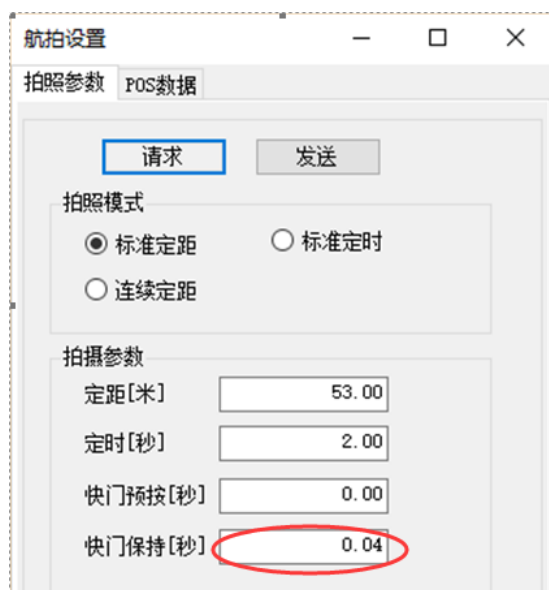 航拍设置
拍照参数 POS数据
请求 发送
拍照模式
标准定距 标准定时
连续定距
拍摄参数
定距[米] 53.00
定时[秒] 2.00
快门预按[秒] 0.00
快门保持[秒] 0.04